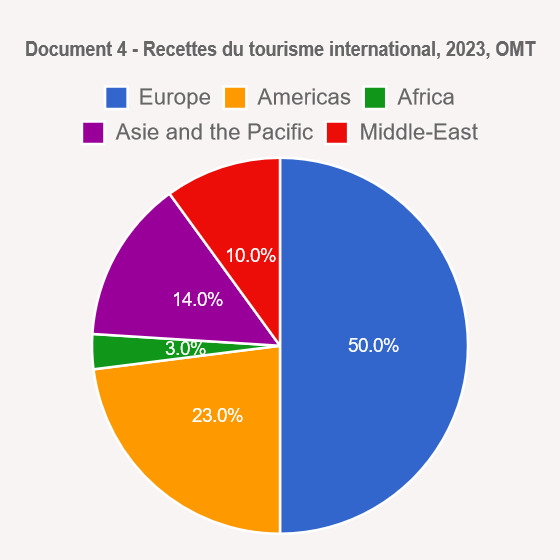 Document 4 - Recettes du tourisme international, 2023, OMT
Europe Americas Africa
Asie and the Pacific Middle-East
10.0%
14.0%
50.0%
3.0%
23.0%